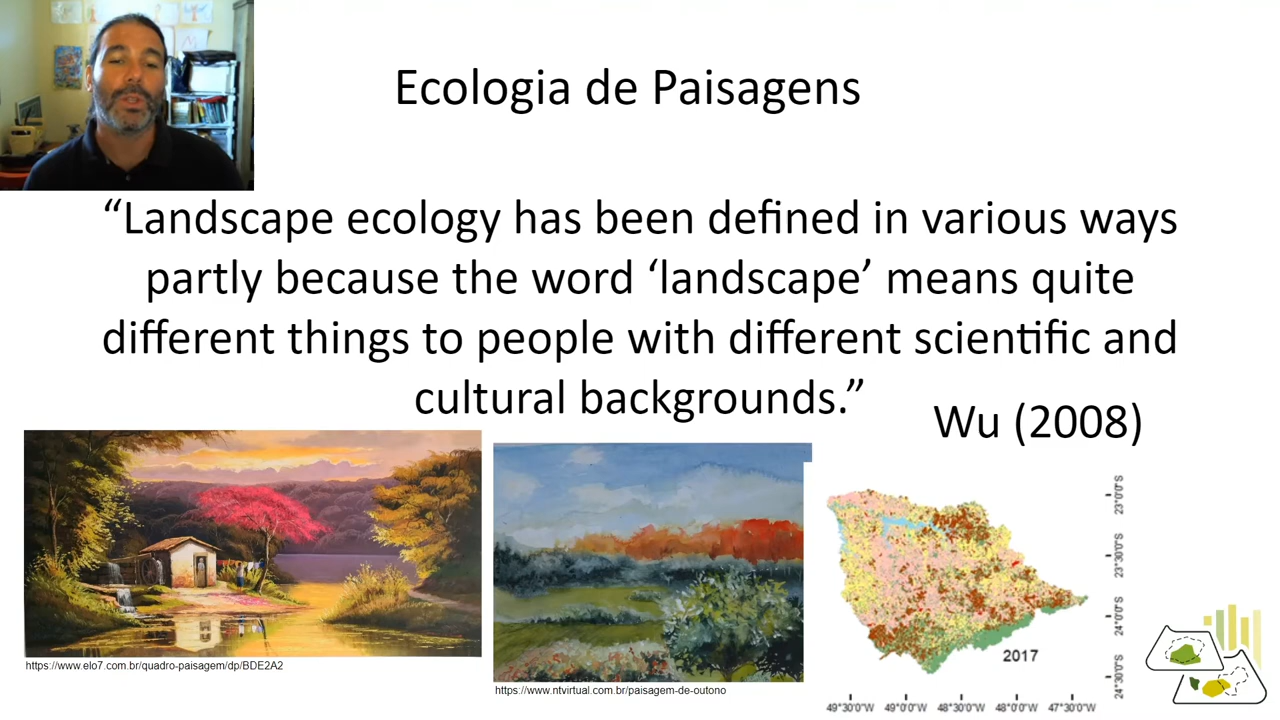 Ecologia de Paisagens
“Landscape ecology has been defined in various ways
partly because the word ‘landscape’ means quite
different things to people with different scientific and
cultural backgrounds.”
Wu (2008)
https://www.elo7.com.br/quadro-paisagem/dp/BDE2A2
https://www.ntvirtual.com.br/paisagem-de-outono
2017
23°0'0"S
23°30'0"S
24°0'0"S
24°30'0"S
49°30'0"W 49°0'0"W 48°30'0"W 48°0'0"W 47°30'0"W